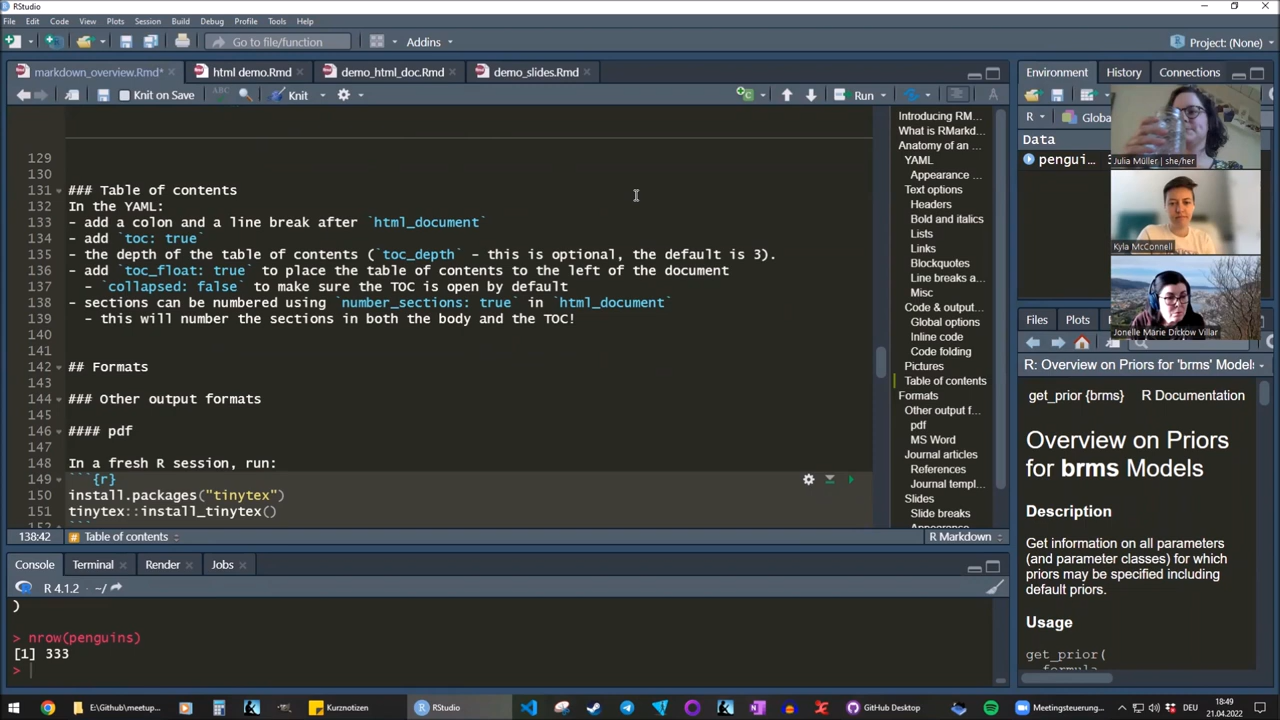 RStudio
File Edit Code View Plots Session Build Debug Profile Tools Help
Go to file/function Addins Project: (None)
markdown_overview.Rmd* html demo.Rmd demo_html_doc.Rmd demo_slides.Rmd
Knit on Save Knit Run
129
130
131 ### Table of contents
132 In the YAML:
133 - add a colon and a line break after `html_document`
134 - add `toc: true`
135 - the depth of the table of contents (`toc_depth` - this is optional, the default is 3).
136 - add `toc_float: true` to place the table of contents to the left of the document
137 - `collapsed: false` to make sure the TOC is open by default
138 - sections can be numbered using `number_sections: true` in `html_document`
139 - this will number the sections in both the body and the TOC!
140
141
142 ## Formats
143
144 ### Other output formats
145
146 #### pdf
147
148 In a fresh R session, run:
149 ```{r}
150 install.packages("tinytex")
151 tinytex::install_tinytex()
152 ```
138:42 Table of contents R Markdown
Introducing RM...
What is RMarkd...
Anatomy of an ...
YAML
Appearance ...
Text options
Headers
Bold and italics
Lists
Links
Blockquotes
Line breaks a...
Misc
Code & output...
Global options
Inline code
Code folding
Pictures
Table of contents
Formats
Other output f...
pdf
MS Word
Journal articles
References
Journal templ...
Slides
Slide breaks
Appearance
Console Terminal Render Jobs
R 4.1.2 · ~/
)
> nrow(penguins)
[1] 333
>
Environment History Connections
R Globa
Data
pengui...
Julia Müller | she/her
Kyla McConnell
Jonelle Marie Dickow Villar
Files Plots
R: Overview on Priors for 'brms' Models
get_prior {brms} R Documentation
Overview on Priors
for brms Models
Description
Get information on all parameters
(and parameter classes) for which
priors may be specified including
default priors.
Usage
get_prior(
formula,
E:\Github\meetup... Kurznotizen RStudio GitHub Desktop Meetingsteuerung... DEU 18:49
21.04.2022